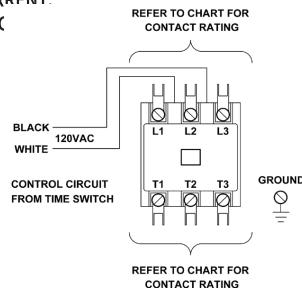 REFER TO CHART FOR
CONTACT RATING
L1 L2 L3
BLACK
120VAC
WHITE
CONTROL CIRCUIT
FROM TIME SWITCH
T1 T2 T3
GROUND
REFER TO CHART FOR
CONTACT RATING